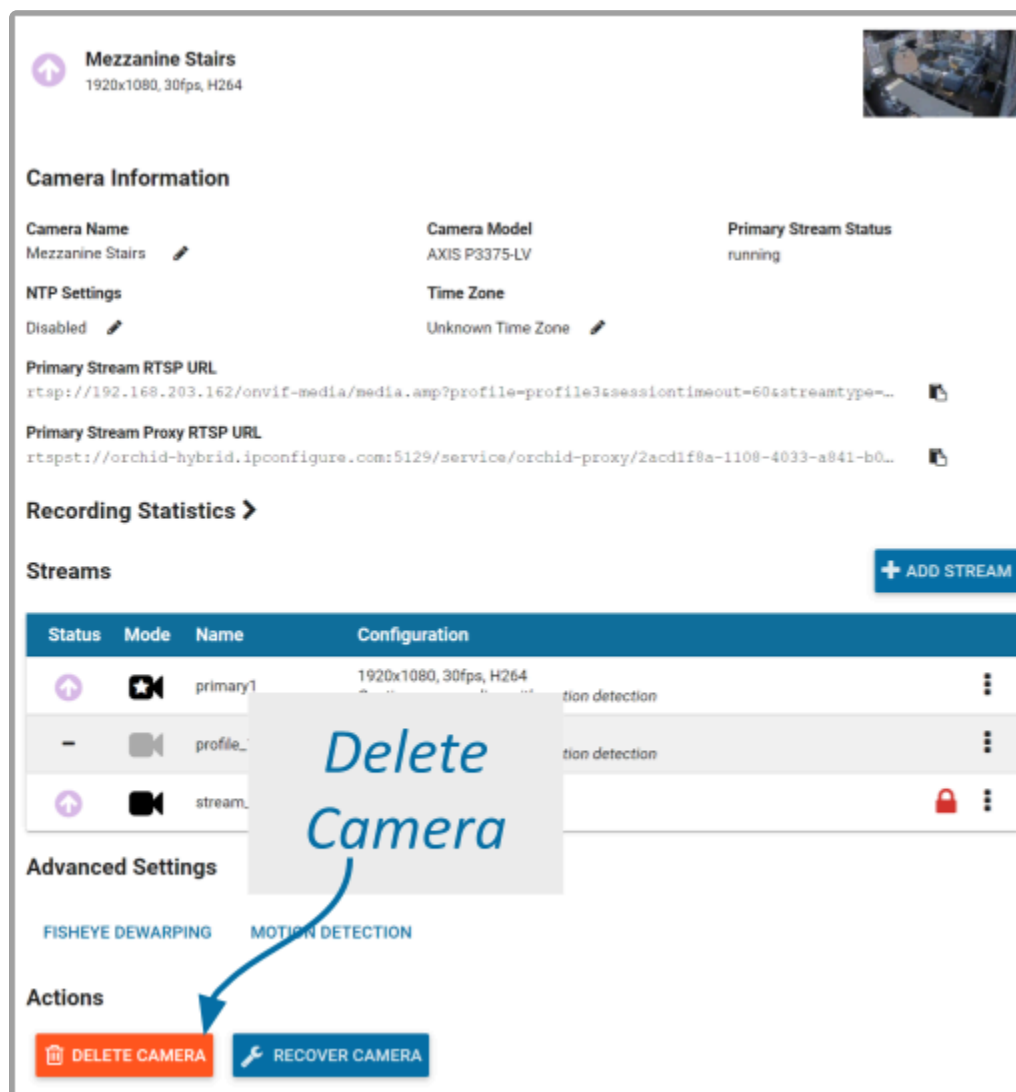 Mezzanine Stairs
1920x1080, 30fps, H264
Camera Information
Camera Name Camera Model Primary Stream Status
Mezzanine Stairs AXIS P3375-LV running
NTP Settings Time Zone
Disabled Unknown Time Zone
Primary Stream RTSP URL
rtsp://192.168.203.162/onvif-media/media.amp?profile=profile3&sessiontimeout=60&streamtype=…
Primary Stream Proxy RTSP URL
rtspst://orchid-hybrid.ipconfigure.com:5129/service/orchid-proxy/2acd1f8a-1108-4033-a841-b0…
Recording Statistics
Streams
+ ADD STREAM
Status Mode Name Configuration
primary1 1920x1080, 30fps, H264
tion detection
profile_
tion detection
stream_
Delete
Camera
Advanced Settings
FISHEYE DEWARPING MOTION DETECTION
Actions
DELETE CAMERA RECOVER CAMERA